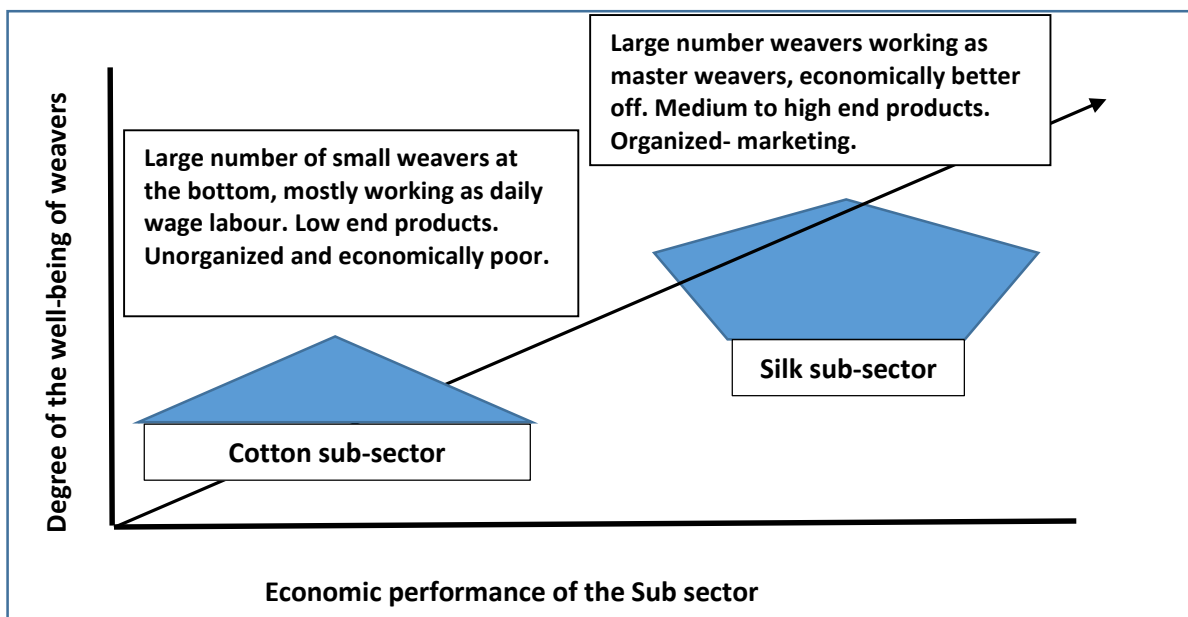 Degree of the well-being of weavers
Large number of small weavers at
the bottom, mostly working as daily
wage labour. Low end products.
Unorganized and economically poor.
Large number weavers working as
master weavers, economically better
off. Medium to high end products.
Organized- marketing.
Cotton sub-sector
Silk sub-sector
Economic performance of the Sub sector